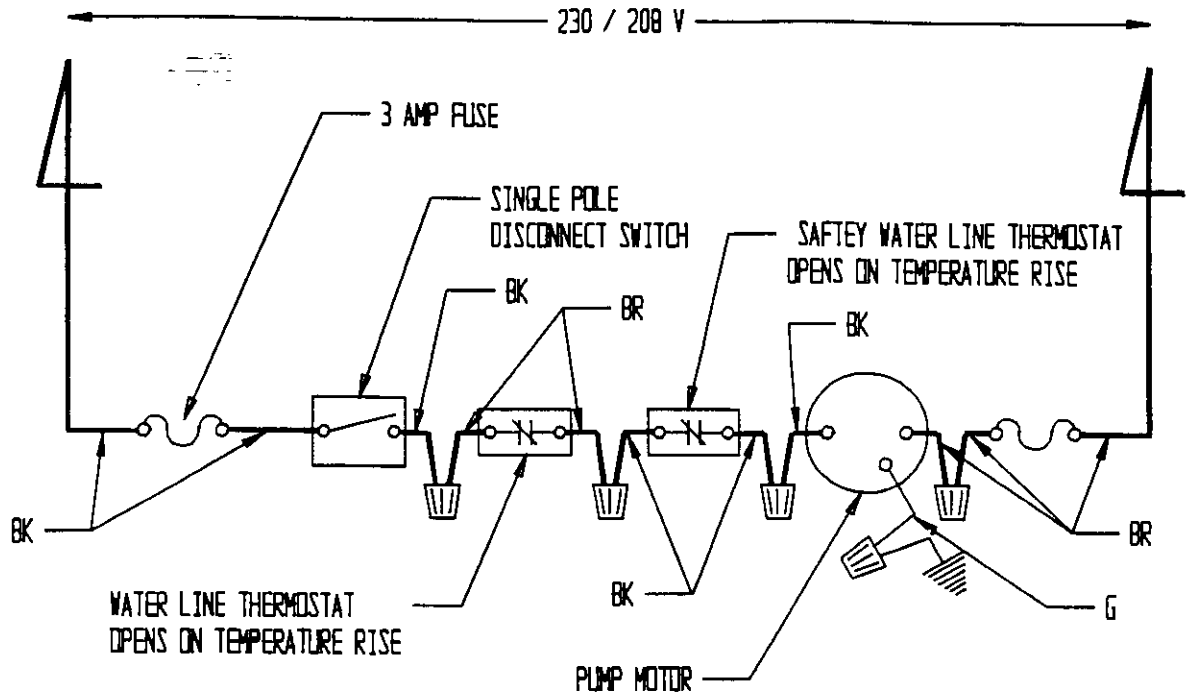 230 / 208 V
3 AMP FUSE
SINGLE POLE
DISCONNECT SWITCH
SAFTEY WATER LINE THERMOSTAT
OPENS ON TEMPERATURE RISE
BK
BR
BK
BK
BR
WATER LINE THERMOSTAT
OPENS ON TEMPERATURE RISE
BK
G
PUMP MOTOR